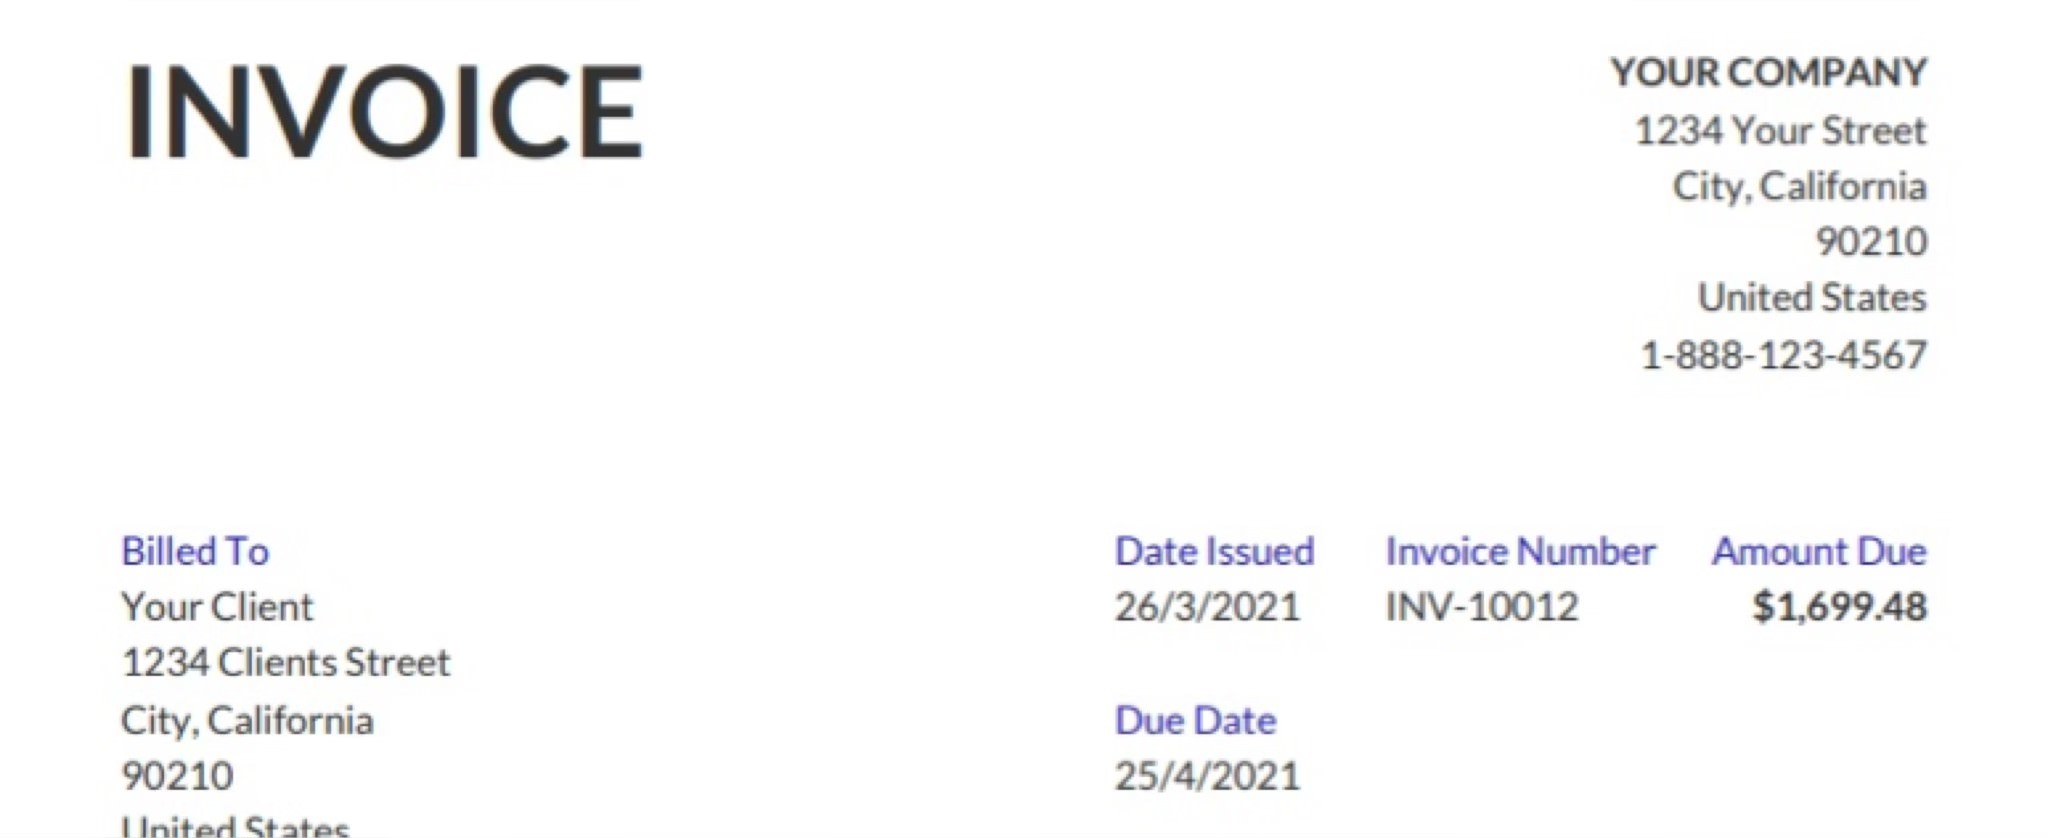 INVOICE
YOUR COMPANY
1234 Your Street
City, California
90210
United States
1-888-123-4567
Billed To
Your Client
1234 Clients Street
City, California
90210
United States
Date Issued
26/3/2021
Invoice Number
INV-10012
Amount Due
$1,699.48
Due Date
25/4/2021